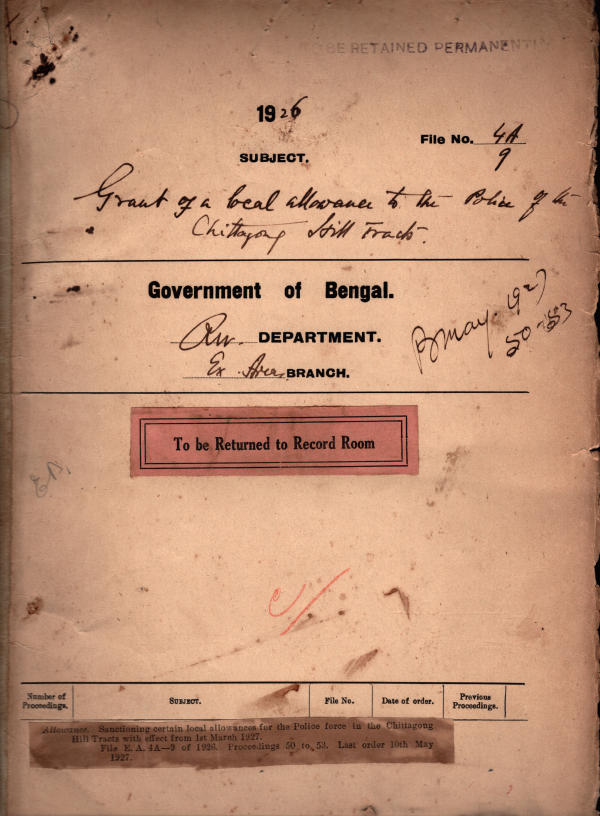 TO BE RETAINED PERMANENTLY
1926
File No. 4A
9
SUBJECT.
Grant of a local allowance to the Police of the
Chittagong Hill Tracts.
Government of Bengal.
DEPARTMENT.
Ex. Area BRANCH.
B May. 1927
50-53
To be Returned to Record Room
E.A.
Number of Proceedings.
SUBJECT.
File No.
Date of order.
Previous Proceedings.
Allowance. Sanctioning certain local allowances for the Police force in the Chittagong
Hill Tracts with effect from 1st March 1927.
File E. A. 4A—9 of 1926. Proceedings 50 to 53. Last order 10th May
1927.